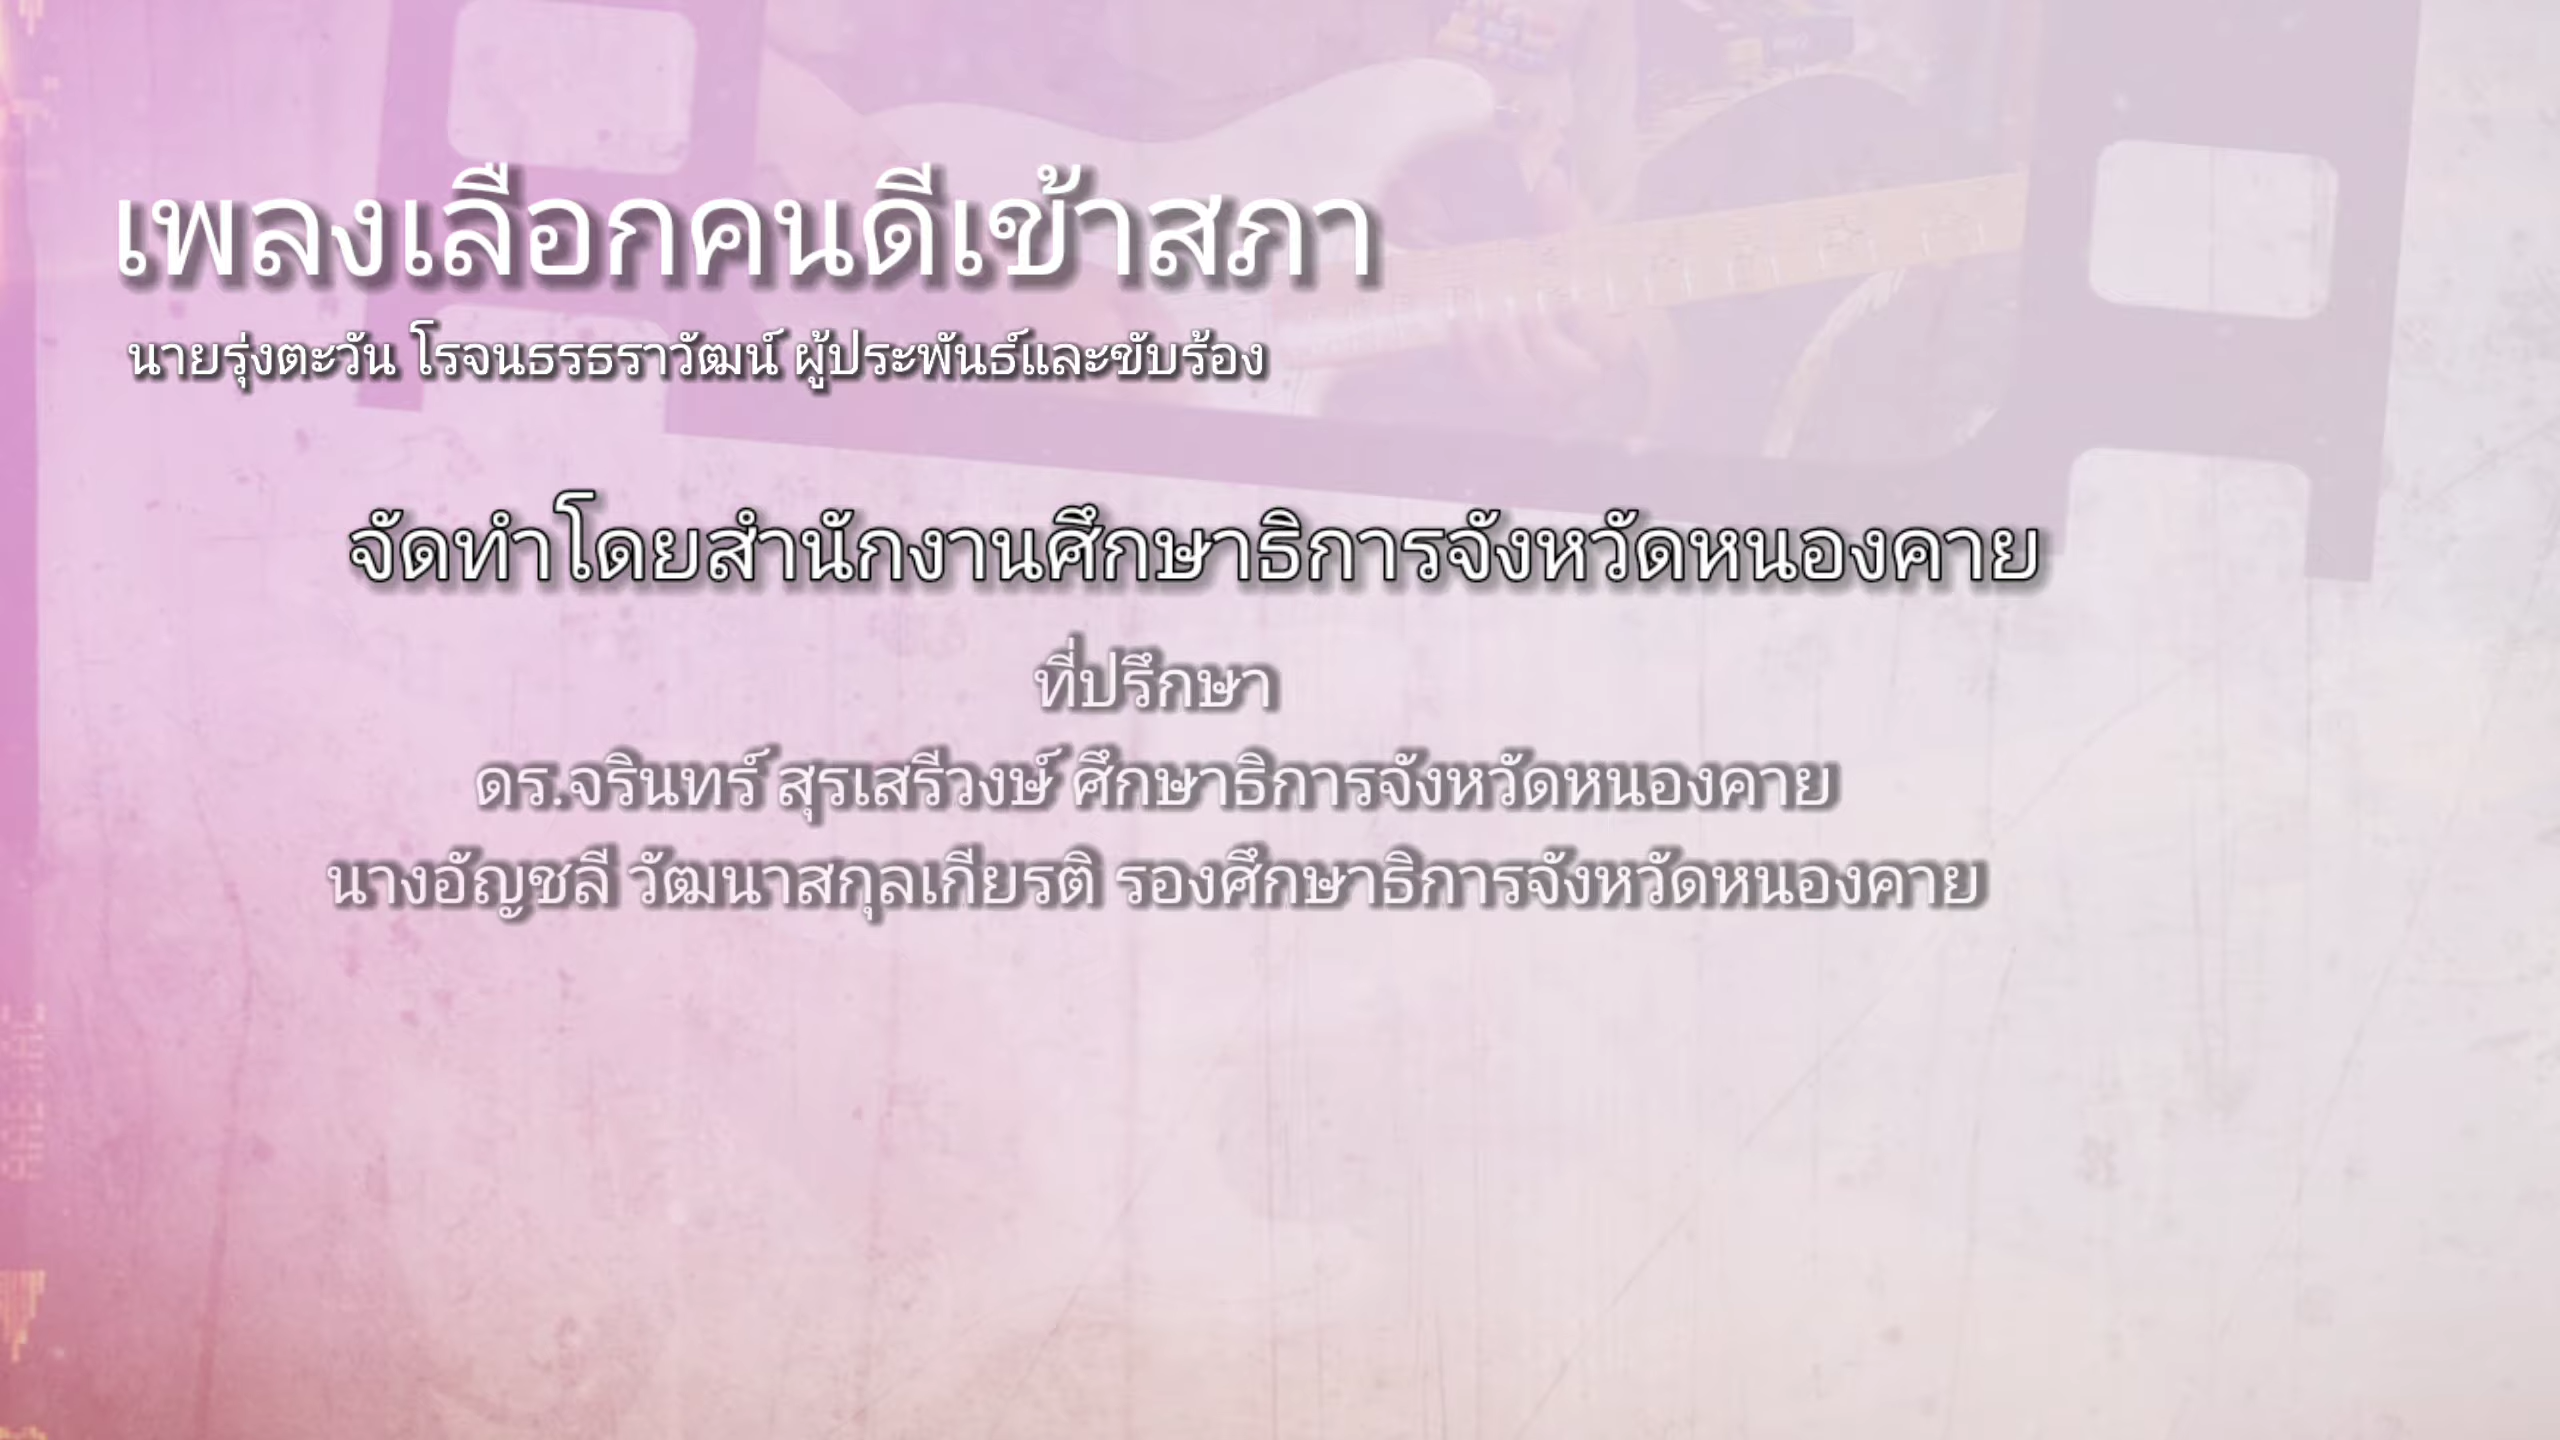 เพลงเลือกคนดีเข้าสภา
นายรุ่งตะวัน โรจนธรธราวัฒน์ ผู้ประพันธ์และขับร้อง
จัดทำโดยสำนักงานศึกษาธิการจังหวัดหนองคาย
ที่ปรึกษา
ดร.จรินทร์ สุรเสรีวงษ์ ศึกษาธิการจังหวัดหนองคาย
นางอัญชลี วัฒนาสกุลเกียรติ รองศึกษาธิการจังหวัดหนองคาย